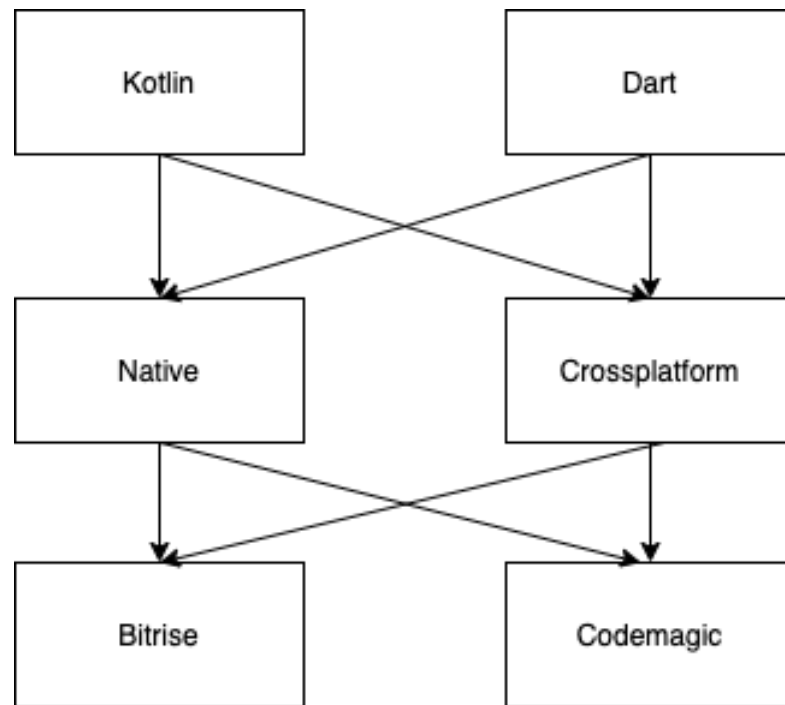 Kotlin
Dart
Native
Crossplatform
Bitrise
Codemagic